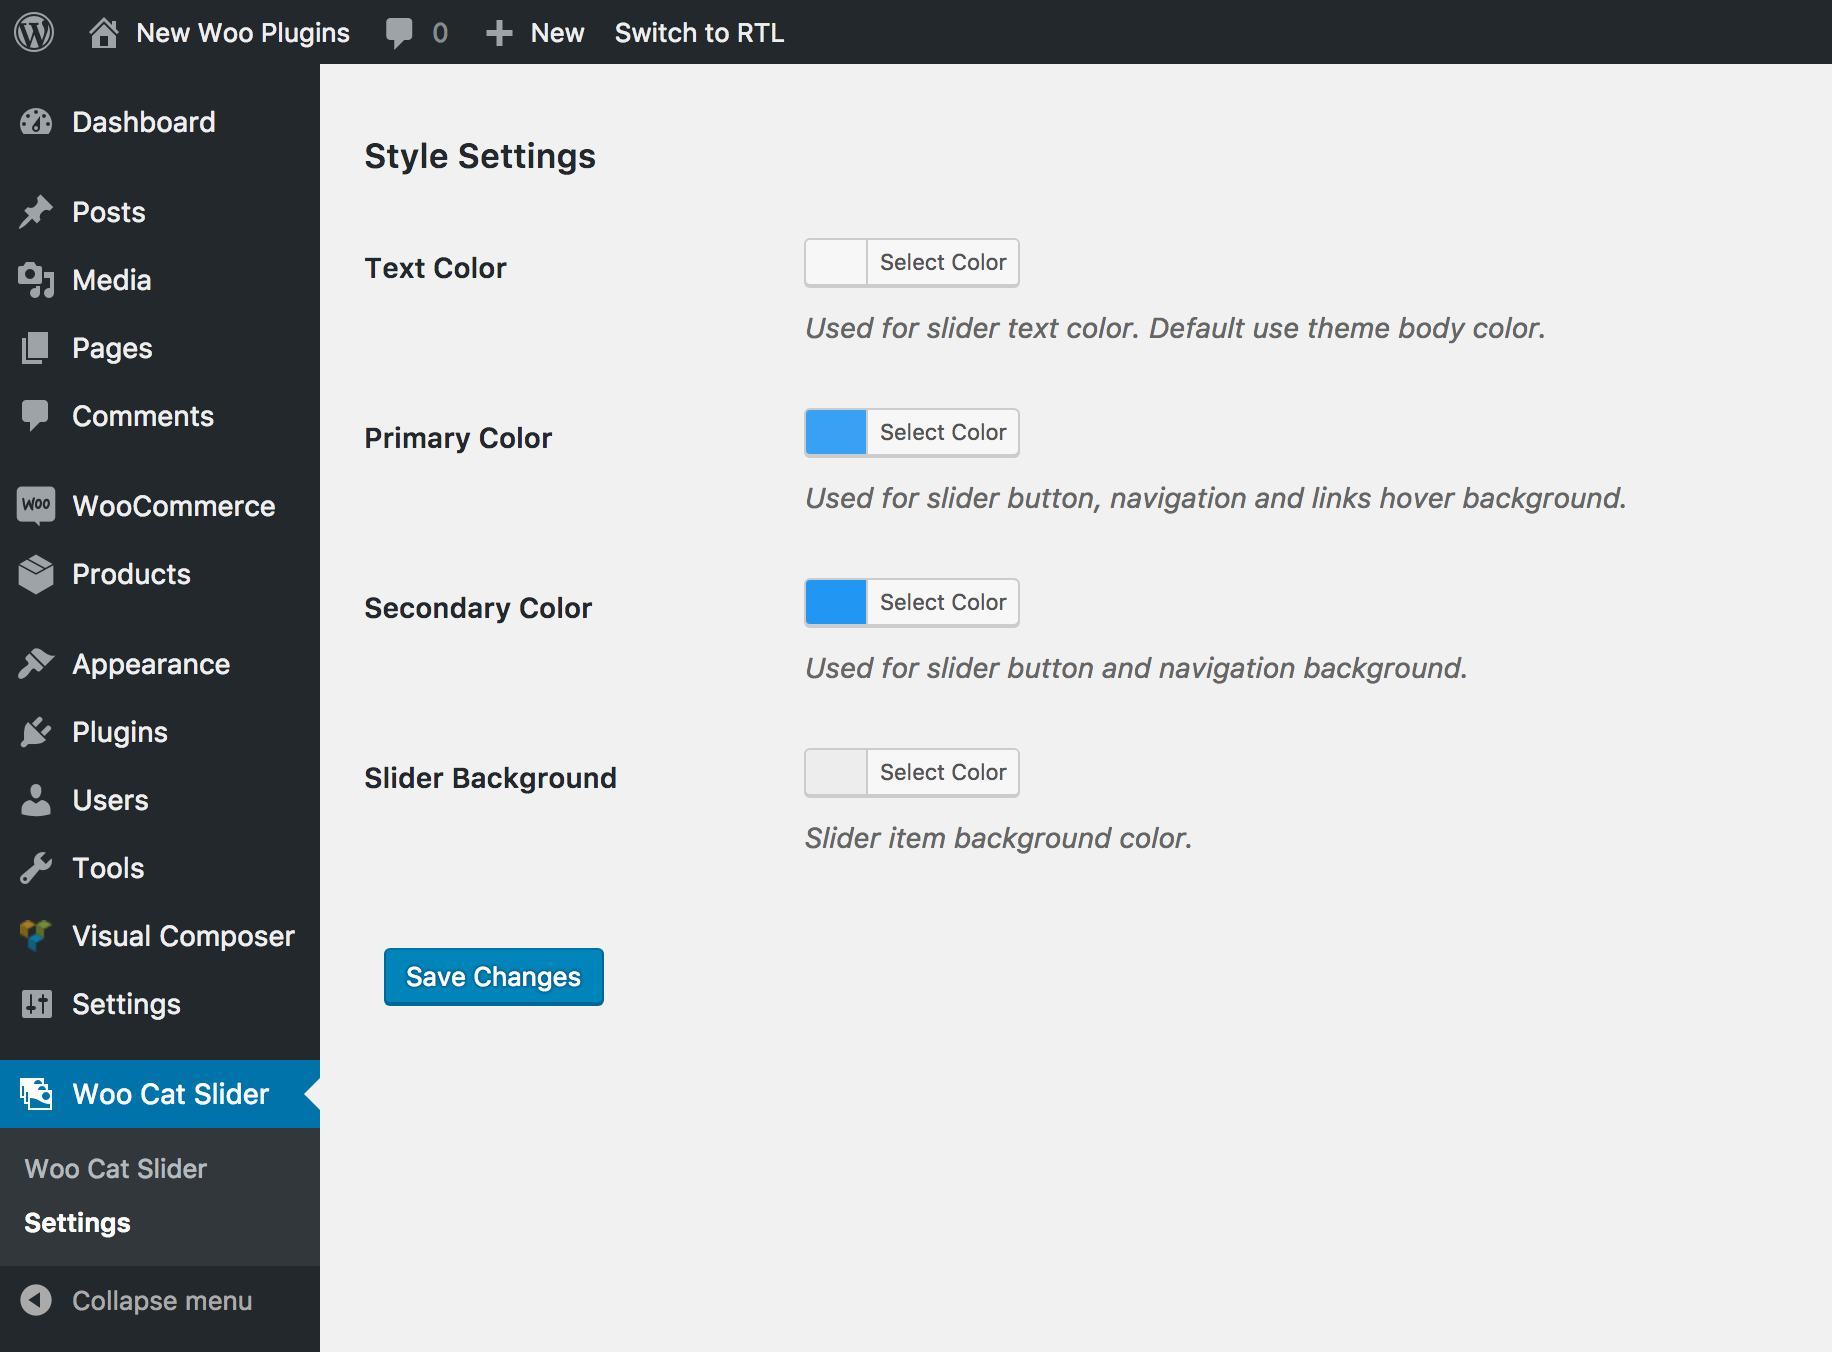 New Woo Plugins 0 New Switch to RTL
Dashboard
Posts
Media
Pages
Comments
Woo WooCommerce
Products
Appearance
Plugins
Users
Tools
Visual Composer
Settings
Woo Cat Slider
Woo Cat Slider
Settings
Collapse menu
Style Settings
Text Color
Select Color
Used for slider text color. Default use theme body color.
Primary Color
Select Color
Used for slider button, navigation and links hover background.
Secondary Color
Select Color
Used for slider button and navigation background.
Slider Background
Select Color
Slider item background color.
Save Changes